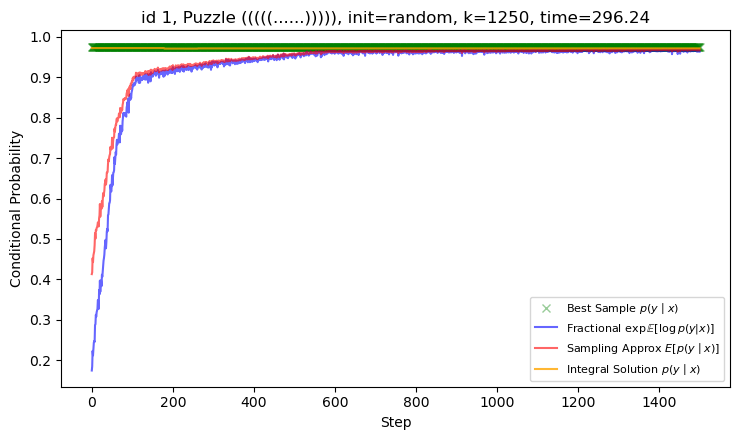 id 1, Puzzle (((((......))))), init=random, k=1250, time=296.24
Conditional Probability
1.0
0.9
0.8
0.7
0.6
0.5
0.4
0.3
0.2
Best Sample p(y | x)
Fractional exp𝔼[log p(y|x)]
Sampling Approx E[p(y | x)]
Integral Solution p(y | x)
0 200 400 600 800 1000 1200 1400
Step